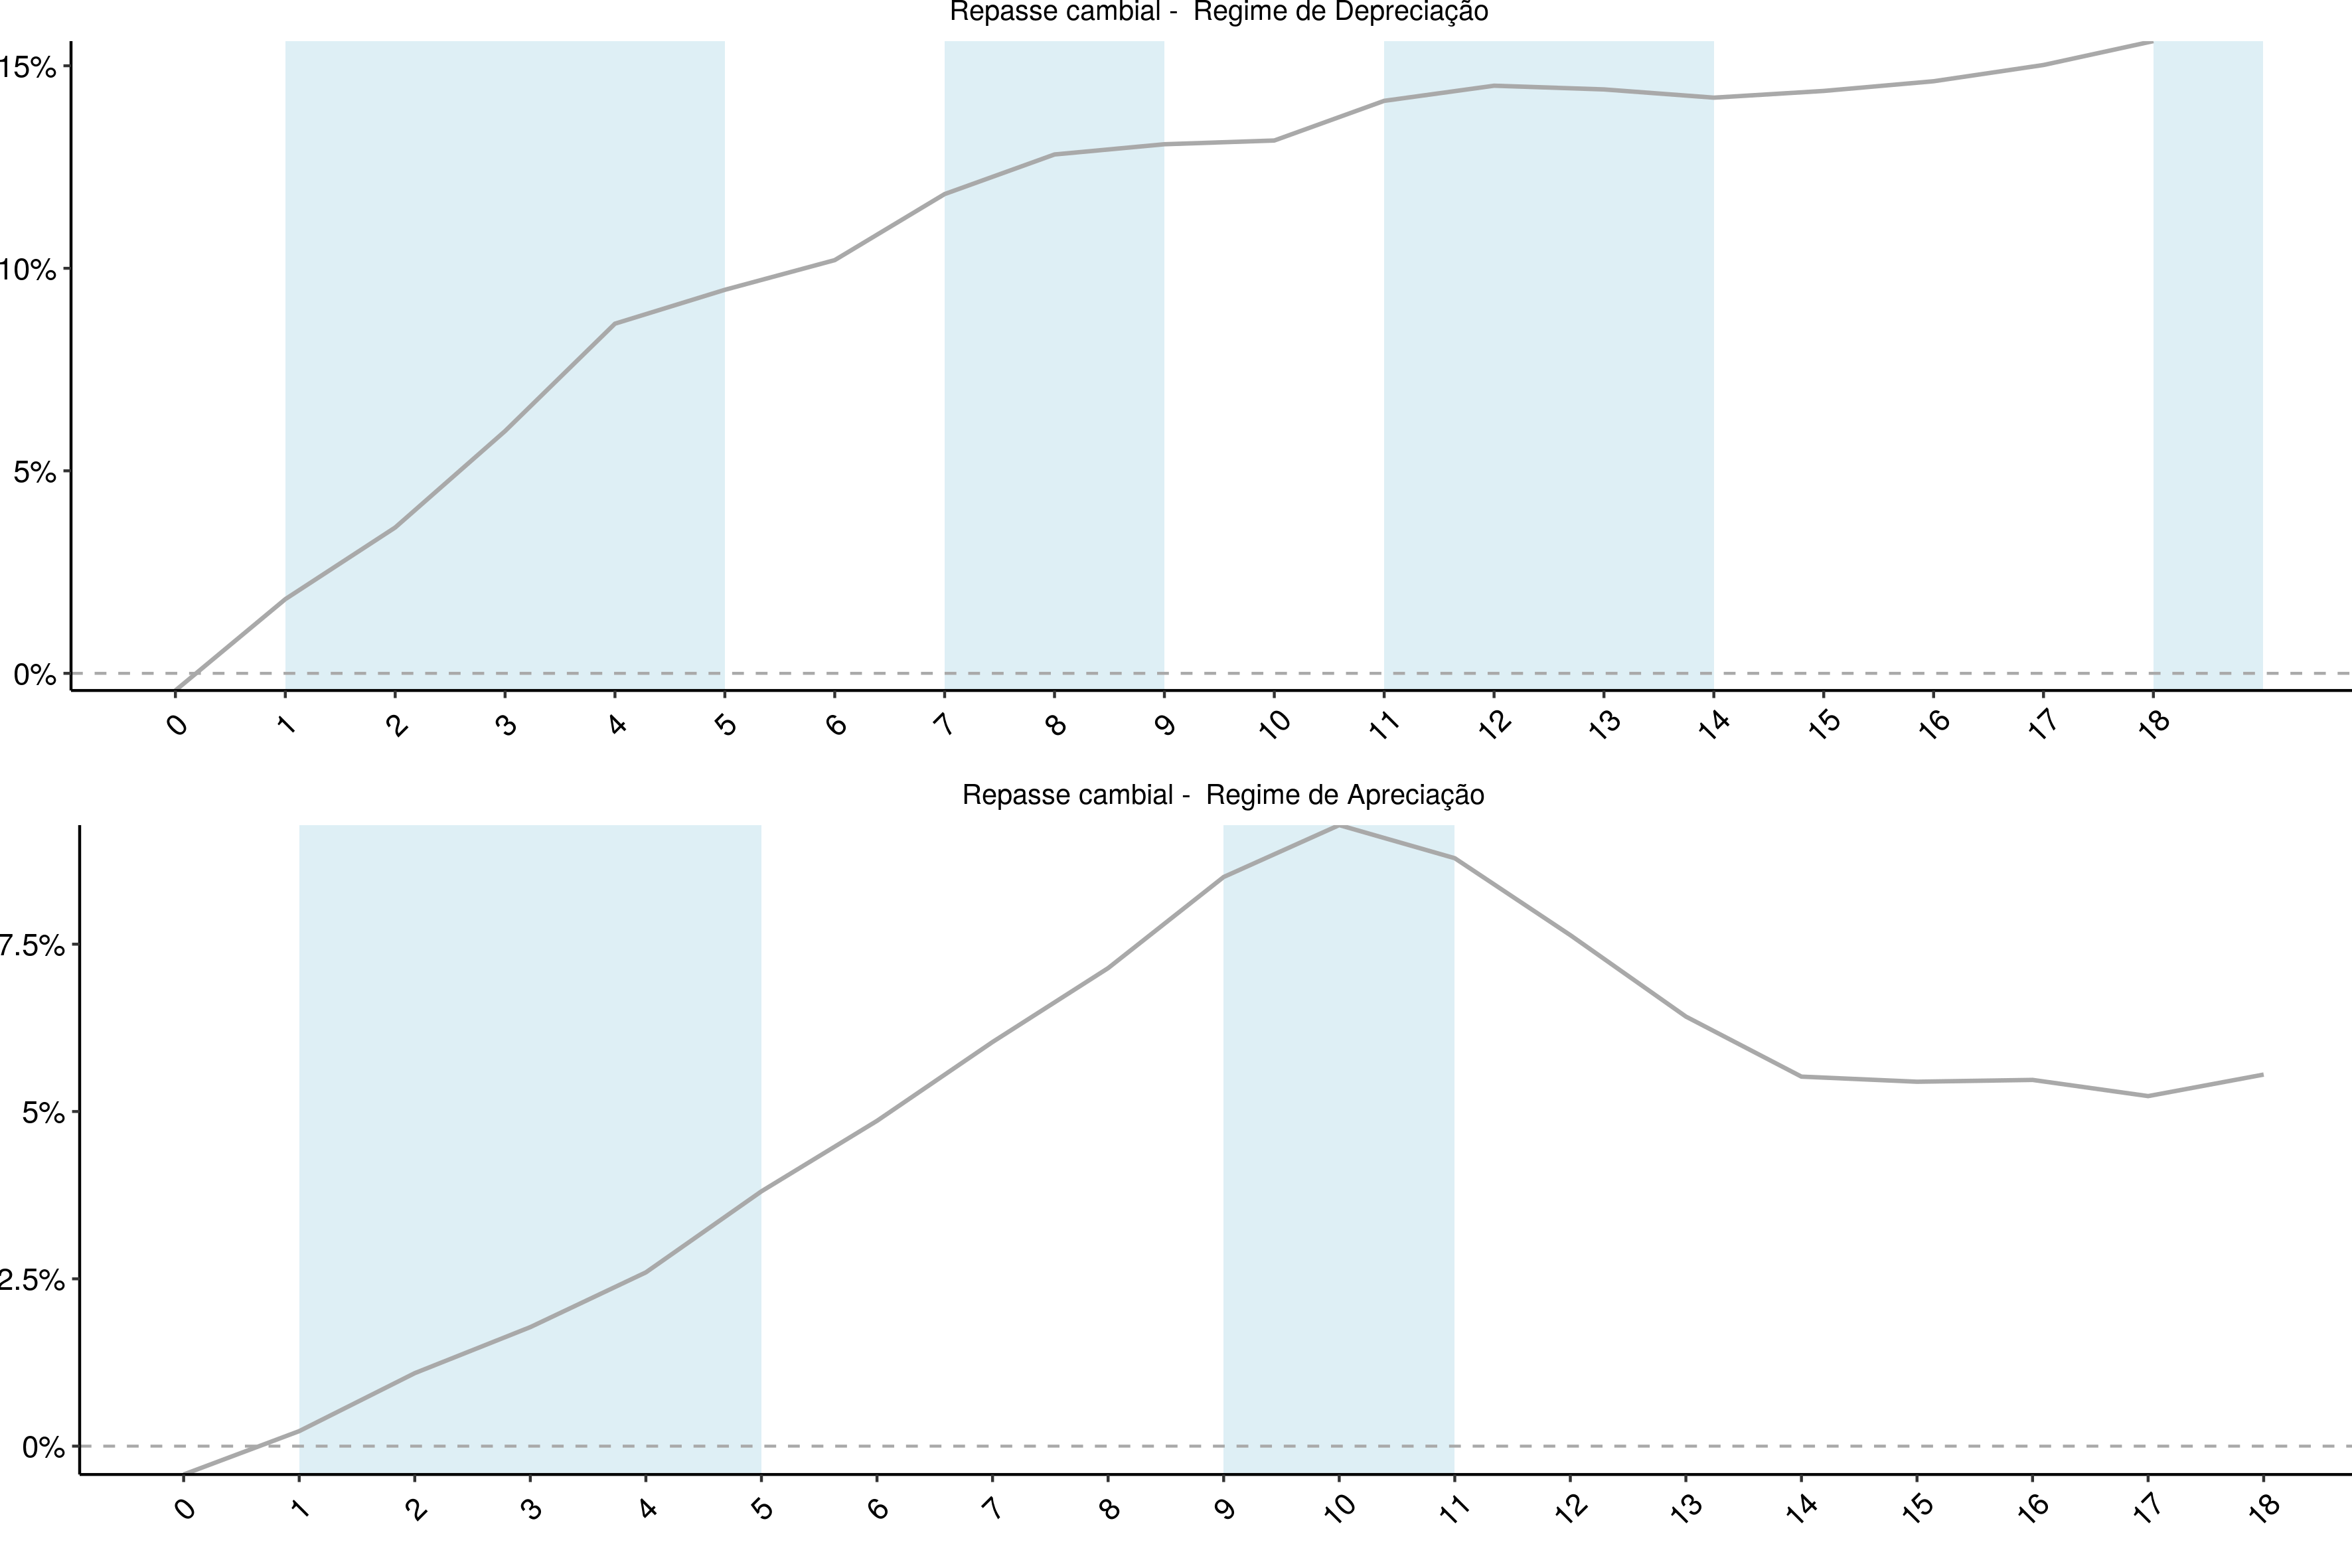 Repasse cambial -  Regime de Depreciação
15%
10%
5%
0%
0 1 2 3 4 5 6 7 8 9 10 11 12 13 14 15 16 17 18
Repasse cambial -  Regime de Apreciação
7.5%
5%
2.5%
0%
0 1 2 3 4 5 6 7 8 9 10 11 12 13 14 15 16 17 18